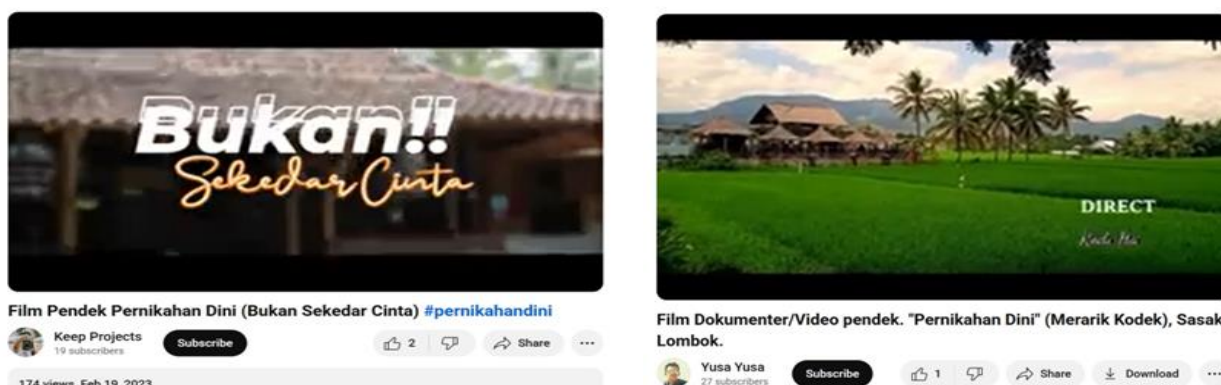 Bukan!!
Sekedar Cinta
Film Pendek Pernikahan Dini (Bukan Sekedar Cinta) #pernikahandini
Keep Projects
19 subscribers
Subscribe
2
Share
174 views Feb 19, 2023
DIRECT
Film Dokumenter/Video pendek. "Pernikahan Dini" (Merarik Kodek), Sasak
Lombok.
Yusa Yusa
27 subscribers
Subscribe
1
Share
Download